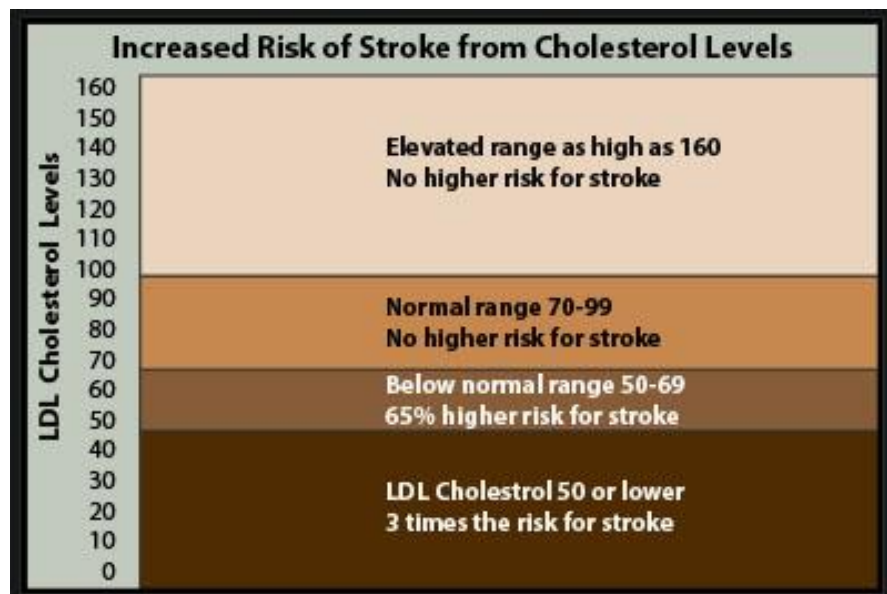 Increased Risk of Stroke from Cholesterol Levels
LDL Cholesterol Levels
160
150
140
130
120
110
100
90
80
70
60
50
40
30
20
10
0
Elevated range as high as 160
No higher risk for stroke
Normal range 70-99
No higher risk for stroke
Below normal range 50-69
65% higher risk for stroke
LDL Cholestrol 50 or lower
3 times the risk for stroke